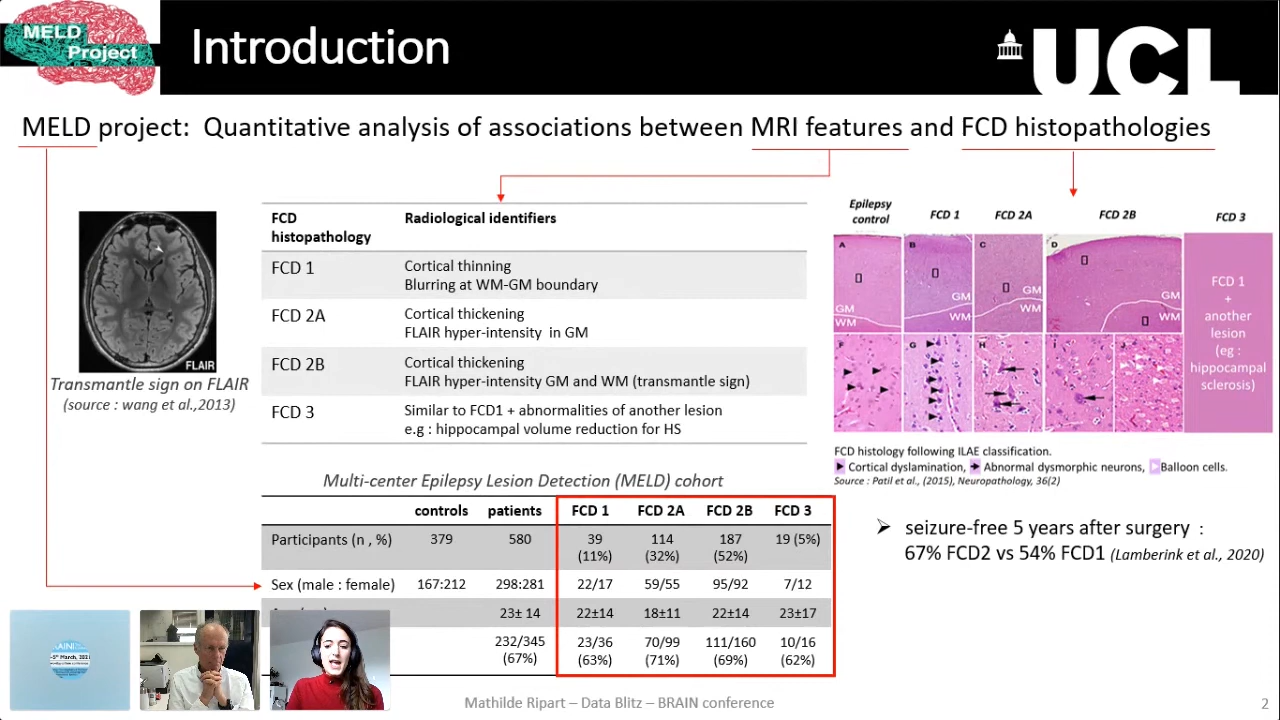 MELD
Project
Introduction
UCL
MELD project: Quantitative analysis of associations between MRI features and FCD histopathologies
FLAIR
Transmantle sign on FLAIR
(source : wang et al.,2013)
FCD histopathology Radiological identifiers
FCD 1 Cortical thinning
Blurring at WM-GM boundary
FCD 2A Cortical thickening
FLAIR hyper-intensity in GM
FCD 2B Cortical thickening
FLAIR hyper-intensity GM and WM (transmantle sign)
FCD 3 Similar to FCD1 + abnormalities of another lesion
e.g : hippocampal volume reduction for HS
Epilepsy control FCD 1 FCD 2A FCD 2B FCD 3
A B C D
GM GM GM GM
WM WM WM WM
F G H I J
FCD 1
+
another
lesion
(eg :
hippocampal
sclerosis)
FCD histology following ILAE classification.
Cortical dyslamination, Abnormal dysmorphic neurons, Balloon cells.
Source : Patil et al., (2015), Neuropathology, 36(2)
Multi-center Epilepsy Lesion Detection (MELD) cohort
controls patients FCD 1 FCD 2A FCD 2B FCD 3
Participants (n , %) 379 580 39 (11%) 114 (32%) 187 (52%) 19 (5%)
Sex (male : female) 167:212 298:281 22/17 59/55 95/92 7/12
23± 14 22±14 18±11 22±14 23±17
232/345 (67%) 23/36 (63%) 70/99 (71%) 111/160 (69%) 10/16 (62%)
➢ seizure-free 5 years after surgery :
67% FCD2 vs 54% FCD1 (Lamberink et al., 2020)
Mathilde Ripart – Data Blitz – BRAIN conference
2